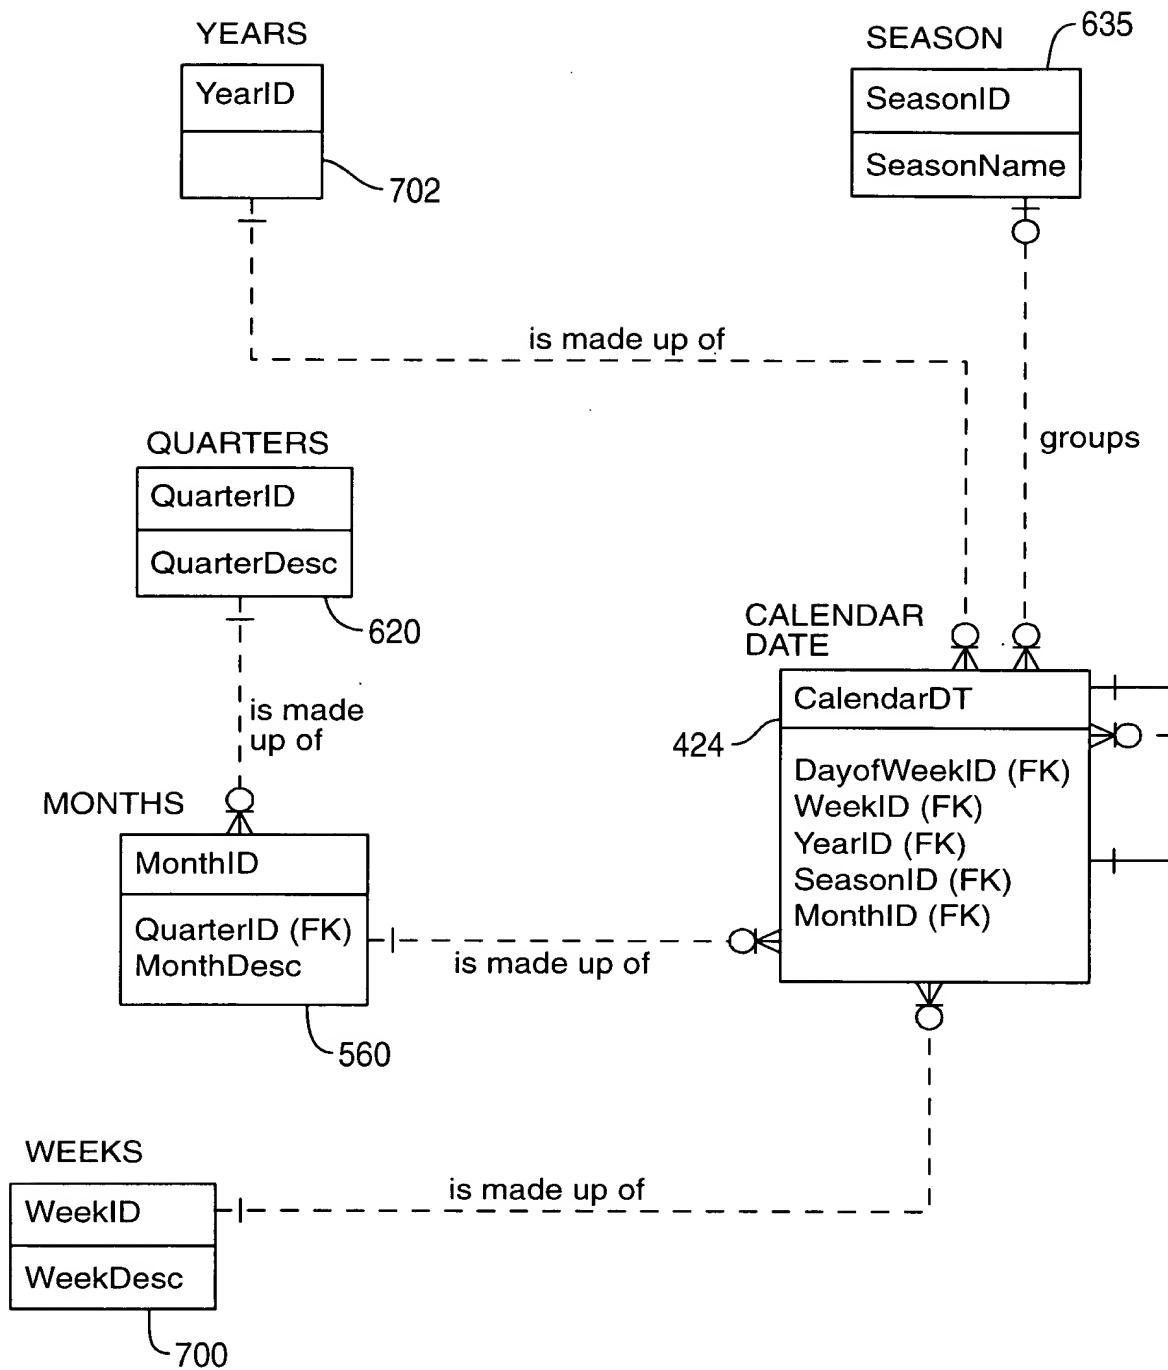 YEARS
YearID
702
SEASON
635
SeasonID
SeasonName
is made up of
groups
QUARTERS
QuarterID
QuarterDesc
620
is made
up of
MONTHS
MonthID
QuarterID (FK)
MonthDesc
560
is made up of
CALENDAR
DATE
CalendarDT
424
DayofWeekID (FK)
WeekID (FK)
YearID (FK)
SeasonID (FK)
MonthID (FK)
WEEKS
WeekID
WeekDesc
700
is made up of